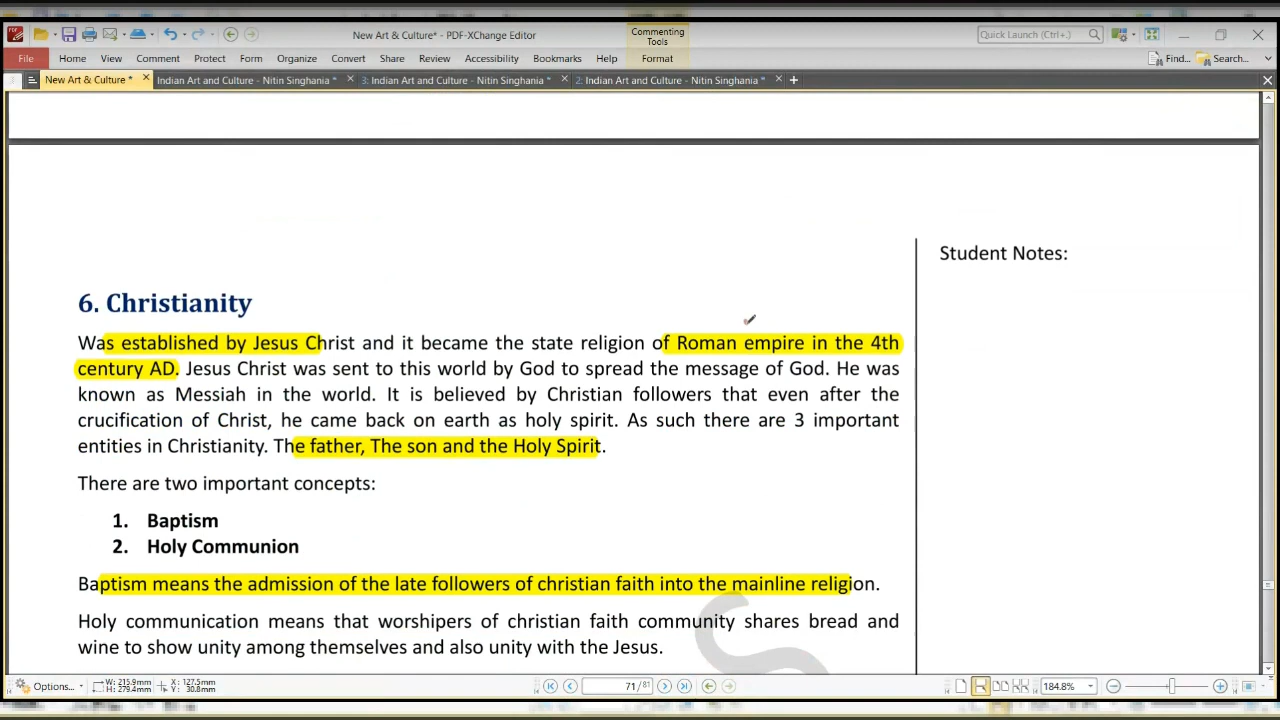 New Art & Culture* - PDF-XChange Editor
Commenting Tools
Quick Launch (Ctrl+.)
File Home View Comment Protect Form Organize Convert Share Review Accessibility Bookmarks Help Format Find... Search...
New Art & Culture * Indian Art and Culture - Nitin Singhania * 3: Indian Art and Culture - Nitin Singhania * 2: Indian Art and Culture - Nitin Singhania *
Student Notes:
6. Christianity
Was established by Jesus Christ and it became the state religion of Roman empire in the 4th
century AD. Jesus Christ was sent to this world by God to spread the message of God. He was
known as Messiah in the world. It is believed by Christian followers that even after the
crucification of Christ, he came back on earth as holy spirit. As such there are 3 important
entities in Christianity. The father, The son and the Holy Spirit.
There are two important concepts:
1. Baptism
2. Holy Communion
Baptism means the admission of the late followers of christian faith into the mainline religion.
Holy communication means that worshipers of christian faith community shares bread and
wine to show unity among themselves and also unity with the Jesus.
S
Options... W: 215.9mm H: 279.4mm X: 127.5mm Y: 30.8mm 71/81 184.8%